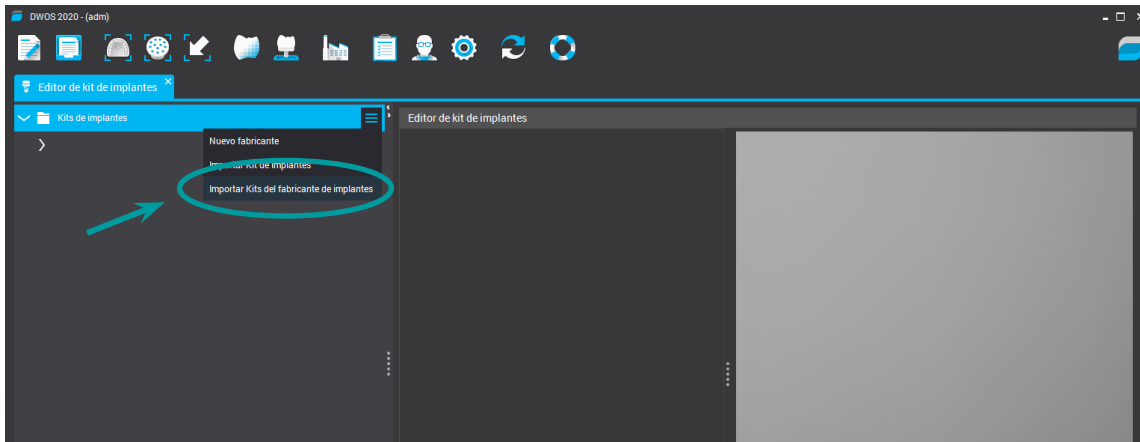 DWOS 2020 - (adm)
Editor de kit de implantes
Kits de implantes
Editor de kit de implantes
Nuevo fabricante
Importar Kit de implantes
Importar Kits del fabricante de implantes